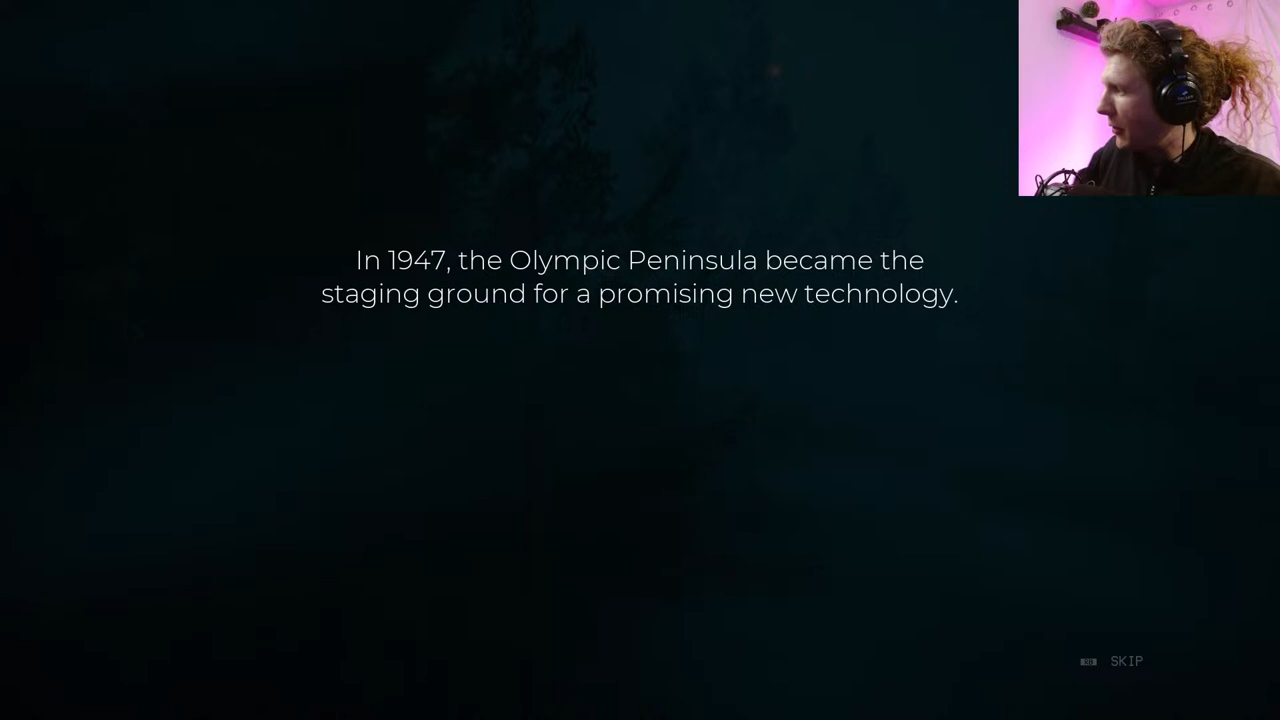 In 1947, the Olympic Peninsula became the
staging ground for a promising new technology.
SKIP